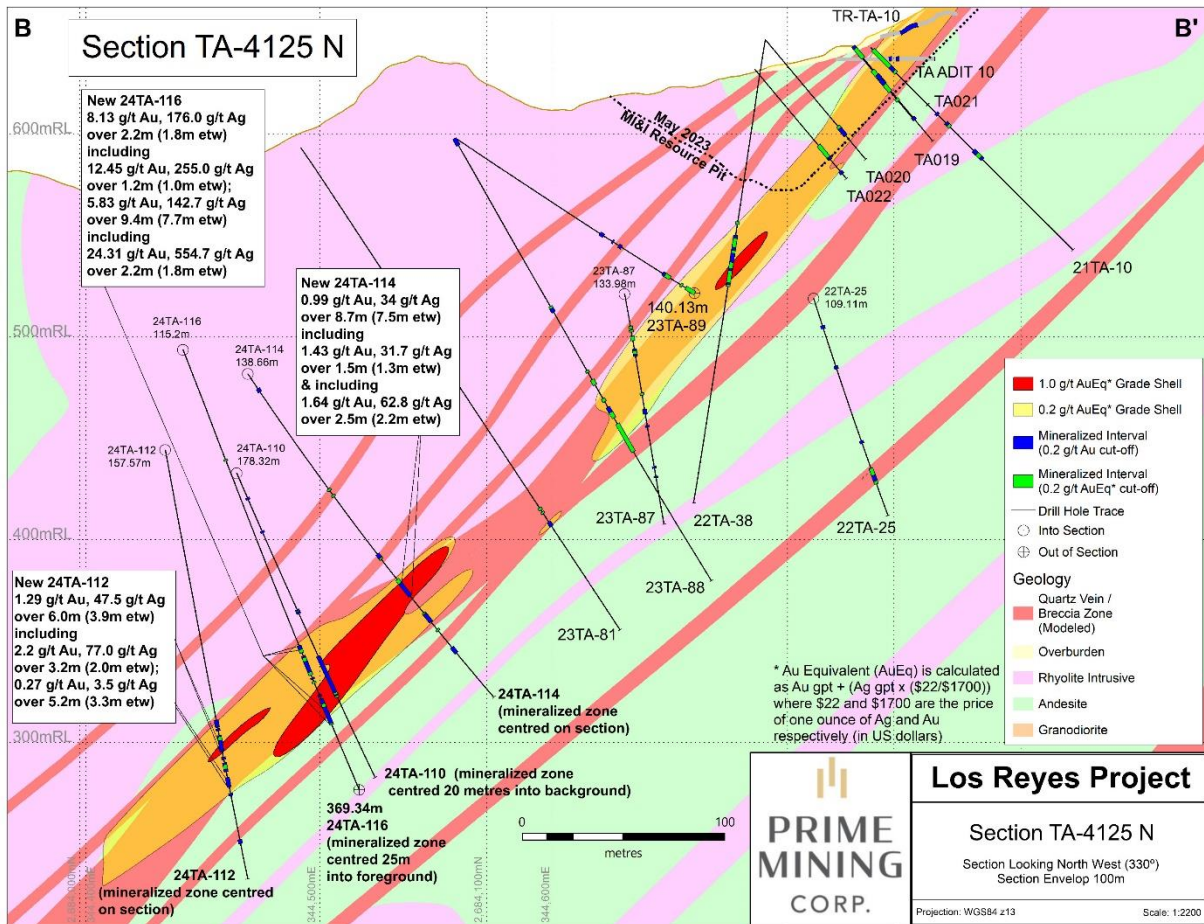 B
B'
Section TA-4125 N
New 24TA-116
8.13 g/t Au, 176.0 g/t Ag
over 2.2m (1.8m etw)
including
12.45 g/t Au, 255.0 g/t Ag
over 1.2m (1.0m etw);
5.83 g/t Au, 142.7 g/t Ag
over 9.4m (7.7m etw)
including
24.31 g/t Au, 554.7 g/t Ag
over 2.2m (1.8m etw)
TR-TA-10
TA ADIT 10
TA021
TA019
TA020
TA022
600mRL
May 2023
MI&I Resource Pit
21TA-10
New 24TA-114
0.99 g/t Au, 34 g/t Ag
over 8.7m (7.5m etw)
including
1.43 g/t Au, 31.7 g/t Ag
over 1.5m (1.3m etw)
& including
1.64 g/t Au, 62.8 g/t Ag
over 2.5m (2.2m etw)
23TA-87
133.98m
140.13m
23TA-89
22TA-25
109.11m
500mRL
24TA-116
115.2m
24TA-114
138.66m
24TA-112
157.57m
24TA-110
178.32m
1.0 g/t AuEq* Grade Shell
0.2 g/t AuEq* Grade Shell
Mineralized Interval
(0.2 g/t Au cut-off)
Mineralized Interval
(0.2 g/t AuEq* cut-off)
Drill Hole Trace
Into Section
Out of Section
Geology
Quartz Vein /
Breccia Zone
(Modeled)
Overburden
Rhyolite Intrusive
Andesite
Granodiorite
23TA-87
22TA-38
22TA-25
400mRL
23TA-88
23TA-81
New 24TA-112
1.29 g/t Au, 47.5 g/t Ag
over 6.0m (3.9m etw)
including
2.2 g/t Au, 77.0 g/t Ag
over 3.2m (2.0m etw);
0.27 g/t Au, 3.5 g/t Ag
over 5.2m (3.3m etw)
24TA-114
(mineralized zone
centred on section)
* Au Equivalent (AuEq) is calculated
as Au gpt + (Ag gpt x ($22/$1700))
where $22 and $1700 are the price
of one ounce of Ag and Au
respectively (in US dollars)
300mRL
24TA-110 (mineralized zone
centred 20 metres into background)
369.34m
24TA-116
(mineralized zone
centred 25m
into foreground)
24TA-112
(mineralized zone centred
on section)
0
100
metres
344,500mE
2,684,100mN
344,600mE
PRIME
MINING
CORP.
Los Reyes Project
Section TA-4125 N
Section Looking North West (330º)
Section Envelop 100m
Projection: WGS84 z13
Scale: 1:2200